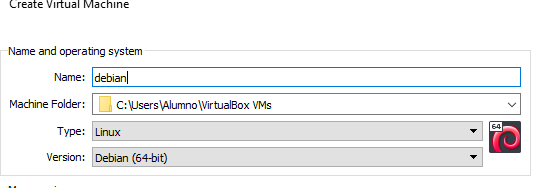 Create Virtual Machine
Name and operating system
Name: debian
Machine Folder: C:\Users\Alumno\VirtualBox VMs
Type: Linux
64
Version: Debian (64-bit)